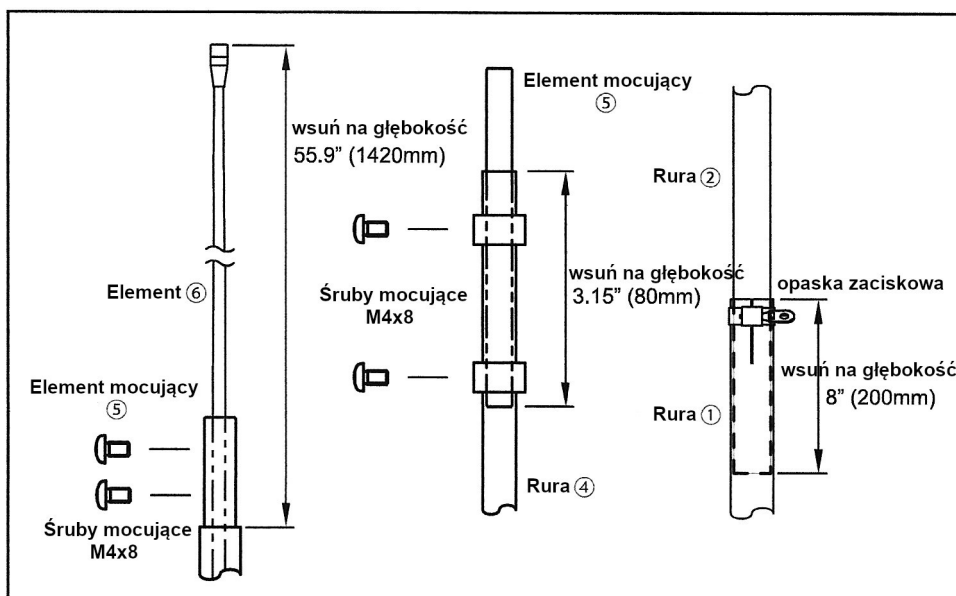 wsuń na głębokość
55.9" (1420mm)
Element ⑥
Element mocujący
⑤
Śruby mocujące
M4x8
Element mocujący
⑤
wsuń na głębokość
3.15" (80mm)
Śruby mocujące
M4x8
Rura ④
Rura ②
opaska zaciskowa
wsuń na głębokość
8" (200mm)
Rura ①